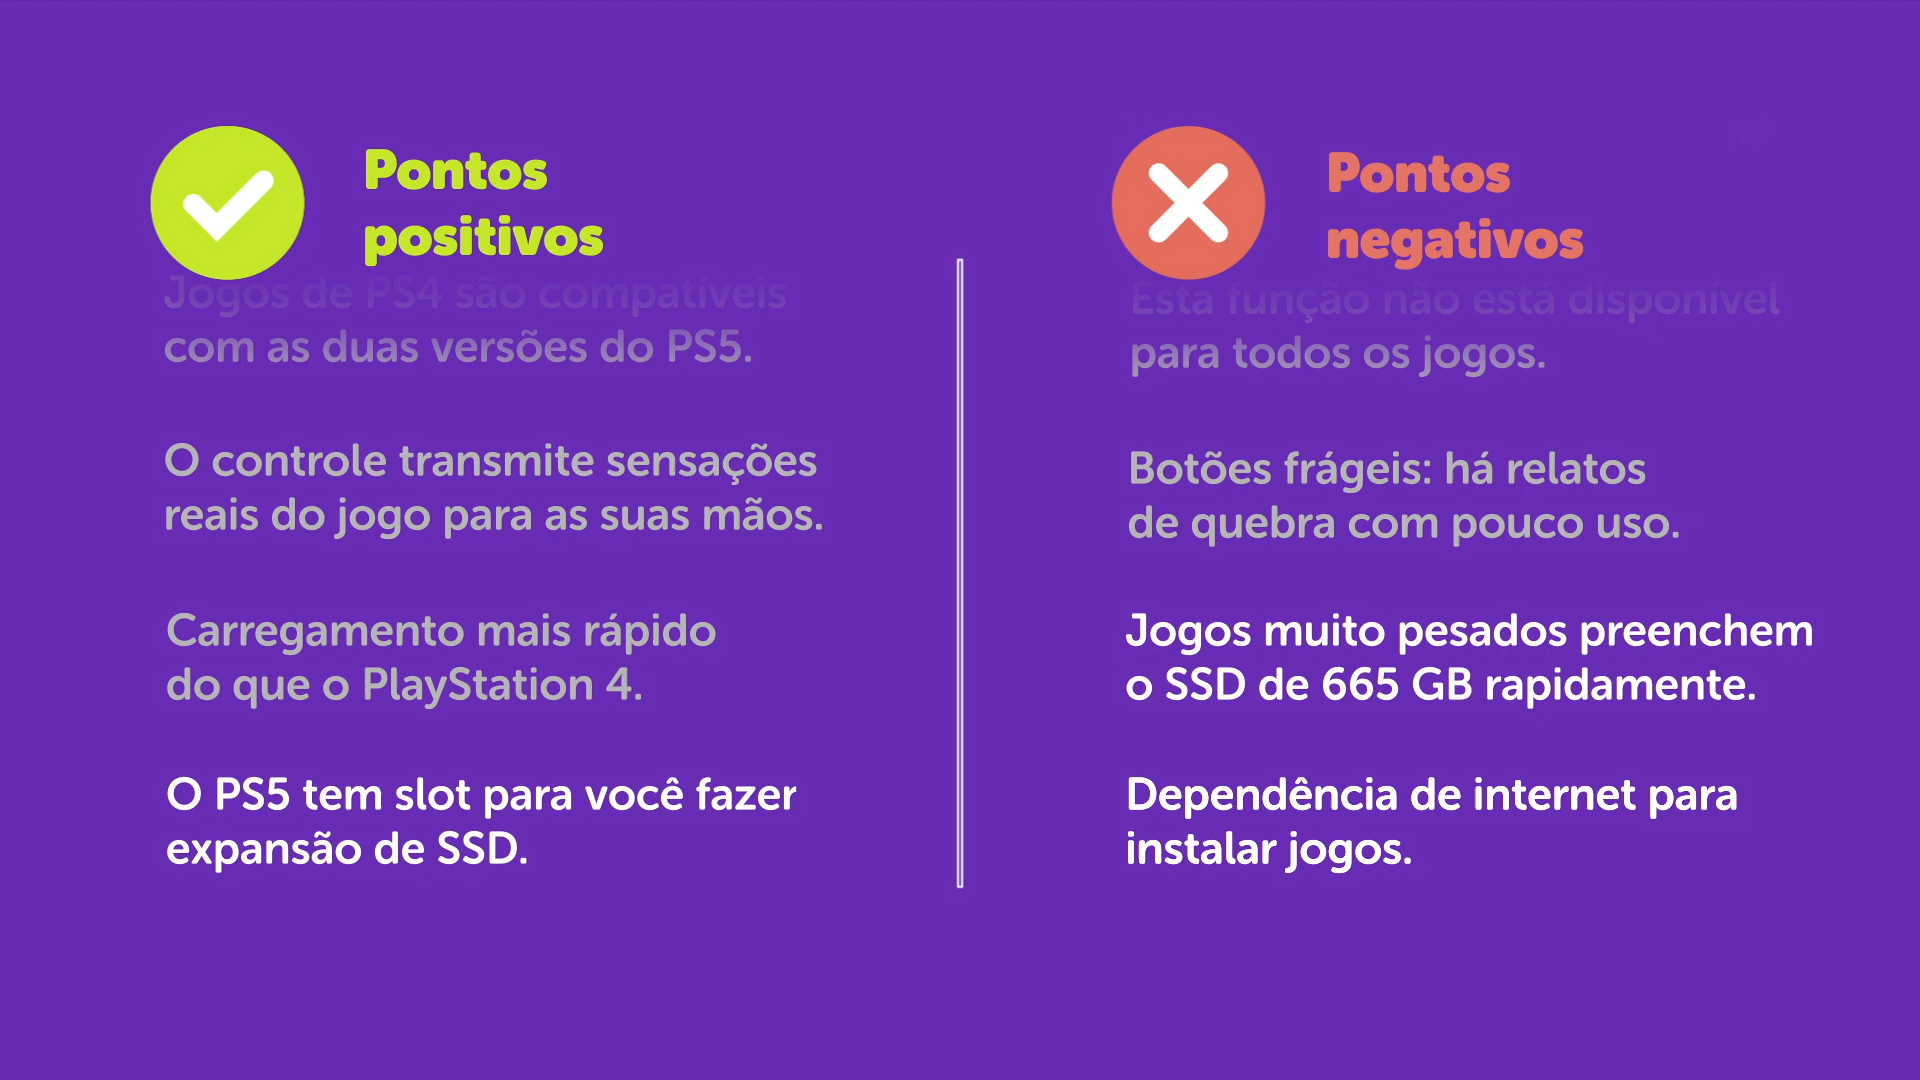 Pontos
positivos
Jogos de PS4 são compatíveis
com as duas versões do PS5.
O controle transmite sensações
reais do jogo para as suas mãos.
Carregamento mais rápido
do que o PlayStation 4.
O PS5 tem slot para você fazer
expansão de SSD.
Pontos
negativos
Esta função não está disponível
para todos os jogos.
Botões frágeis: há relatos
de quebra com pouco uso.
Jogos muito pesados preenchem
o SSD de 665 GB rapidamente.
Dependência de internet para
instalar jogos.